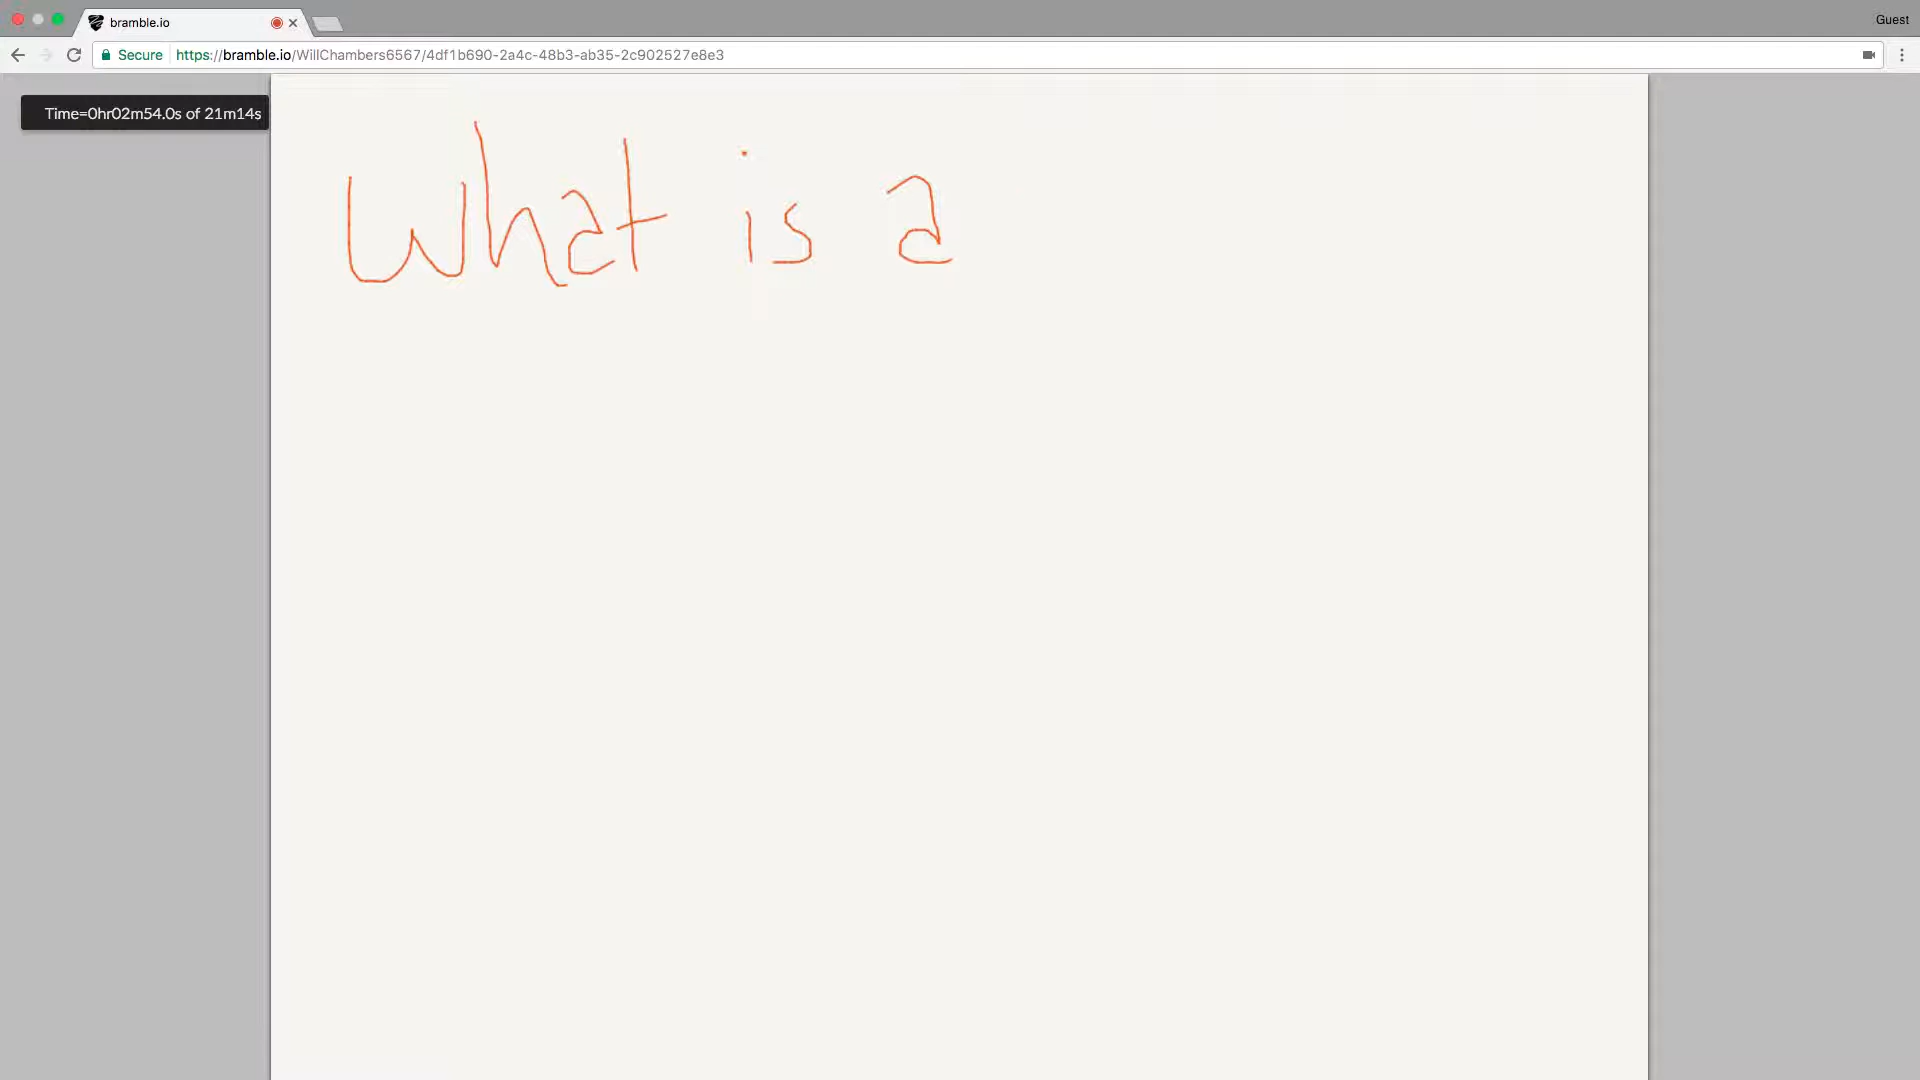 bramble.io
Guest
Secure https://bramble.io/WillChambers6567/4df1b690-2a4c-48b3-ab35-2c902527e8e3
Time=0hr02m54.0s of 21m14s
What is a